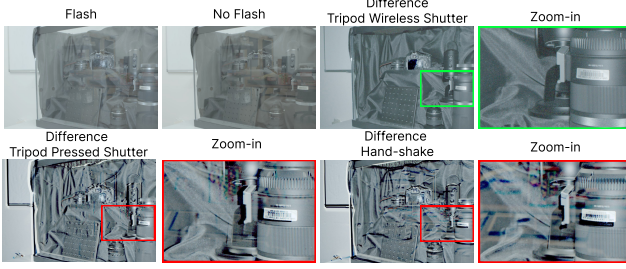 Flash
No Flash
Difference
Tripod Wireless Shutter
Zoom-in
Difference
Tripod Pressed Shutter
Zoom-in
Difference
Hand-shake
Zoom-in